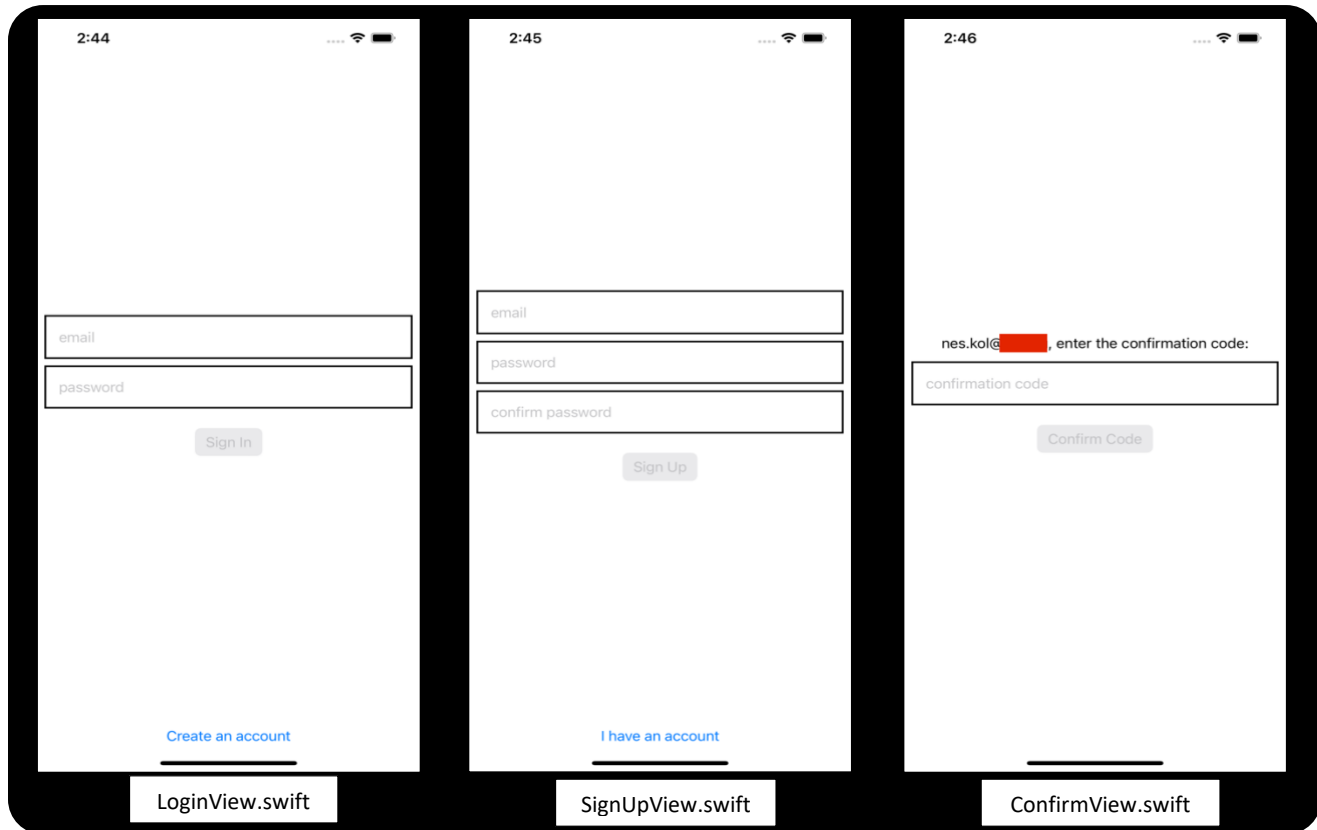 2:44
email
password
Sign In
Create an account
LoginView.swift
2:45
email
password
confirm password
Sign Up
I have an account
SignUpView.swift
2:46
nes.kol@ , enter the confirmation code:
confirmation code
Confirm Code
ConfirmView.swift